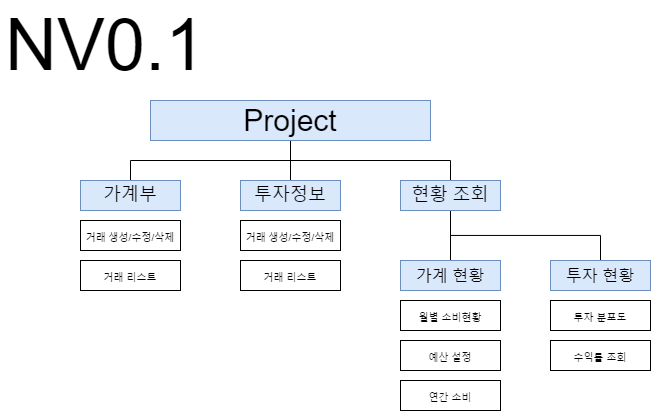 NV0.1
Project
가계부
투자정보
현황 조회
거래 생성/수정/삭제
거래 생성/수정/삭제
거래 리스트
거래 리스트
가계 현황
투자 현황
월별 소비현황
투자 분포도
예산 설정
수익률 조회
연간 소비